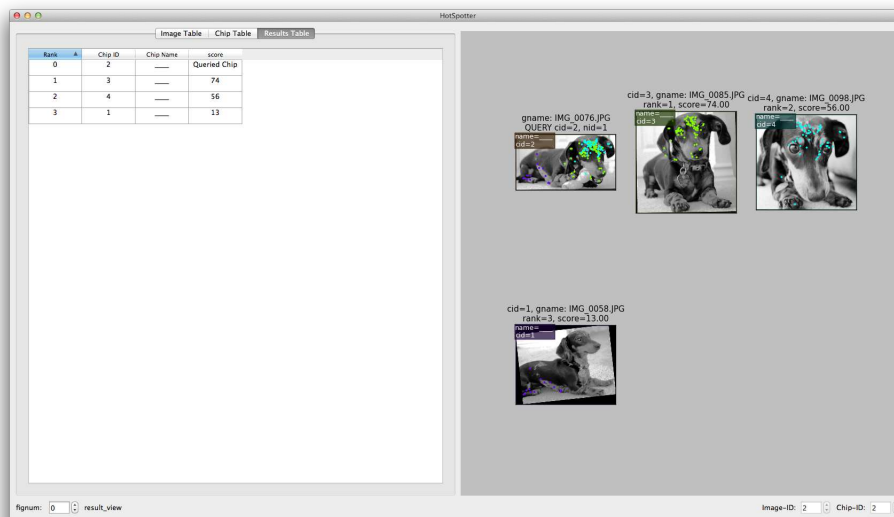 HotSpotter
Image Table Chip Table Results Table
Rank Chip ID Chip Name score
0 2 ____ Queried Chip
1 3 ____ 74
2 4 ____ 56
3 1 ____ 13
gname: IMG_0076.JPG
QUERY cid=2, nid=1
name=____
cid=2
cid=3, gname: IMG_0085.JPG
rank=1, score=74.00
name=____
cid=3
cid=4, gname: IMG_0098.JPG
rank=2, score=56.00
name=____
cid=4
cid=1, gname: IMG_0058.JPG
rank=3, score=13.00
name=____
cid=1
fignum: 0 result_view
Image-ID: 2 Chip-ID: 2